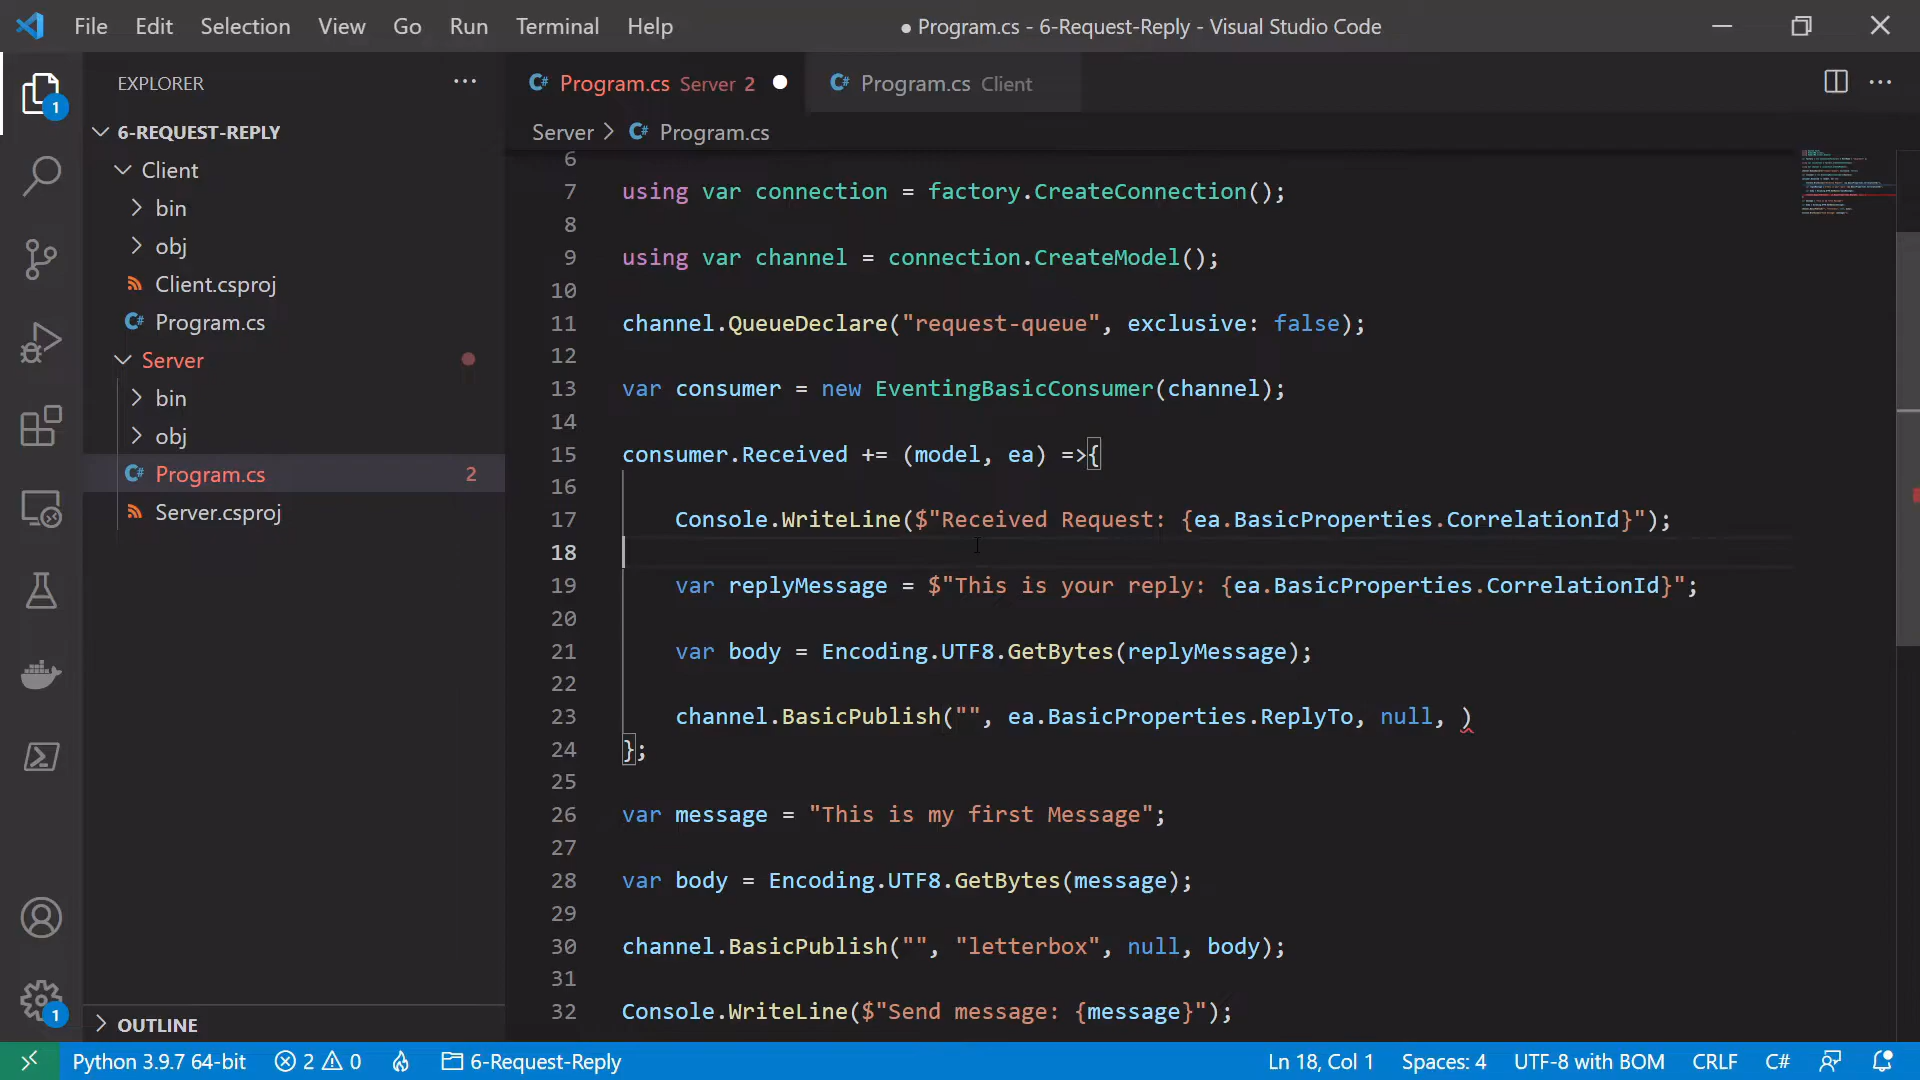 File Edit Selection View Go Run Terminal Help
● Program.cs - 6-Request-Reply - Visual Studio Code
EXPLORER
1
6-REQUEST-REPLY
Client
bin
obj
Client.csproj
Program.cs
Server
bin
obj
Program.cs 2
Server.csproj
OUTLINE
1
Program.cs Server 2
Program.cs Client
Server > Program.cs
6
7 using var connection = factory.CreateConnection();
8
9 using var channel = connection.CreateModel();
10
11 channel.QueueDeclare("request-queue", exclusive: false);
12
13 var consumer = new EventingBasicConsumer(channel);
14
15 consumer.Received += (model, ea) =>{
16
17 Console.WriteLine($"Received Request: {ea.BasicProperties.CorrelationId}");
18
19 var replyMessage = $"This is your reply: {ea.BasicProperties.CorrelationId}";
20
21 var body = Encoding.UTF8.GetBytes(replyMessage);
22
23 channel.BasicPublish("", ea.BasicProperties.ReplyTo, null, )
24 };
25
26 var message = "This is my first Message";
27
28 var body = Encoding.UTF8.GetBytes(message);
29
30 channel.BasicPublish("", "letterbox", null, body);
31
32 Console.WriteLine($"Send message: {message}");
Python 3.9.7 64-bit 2 0 6-Request-Reply Ln 18, Col 1 Spaces: 4 UTF-8 with BOM CRLF C#